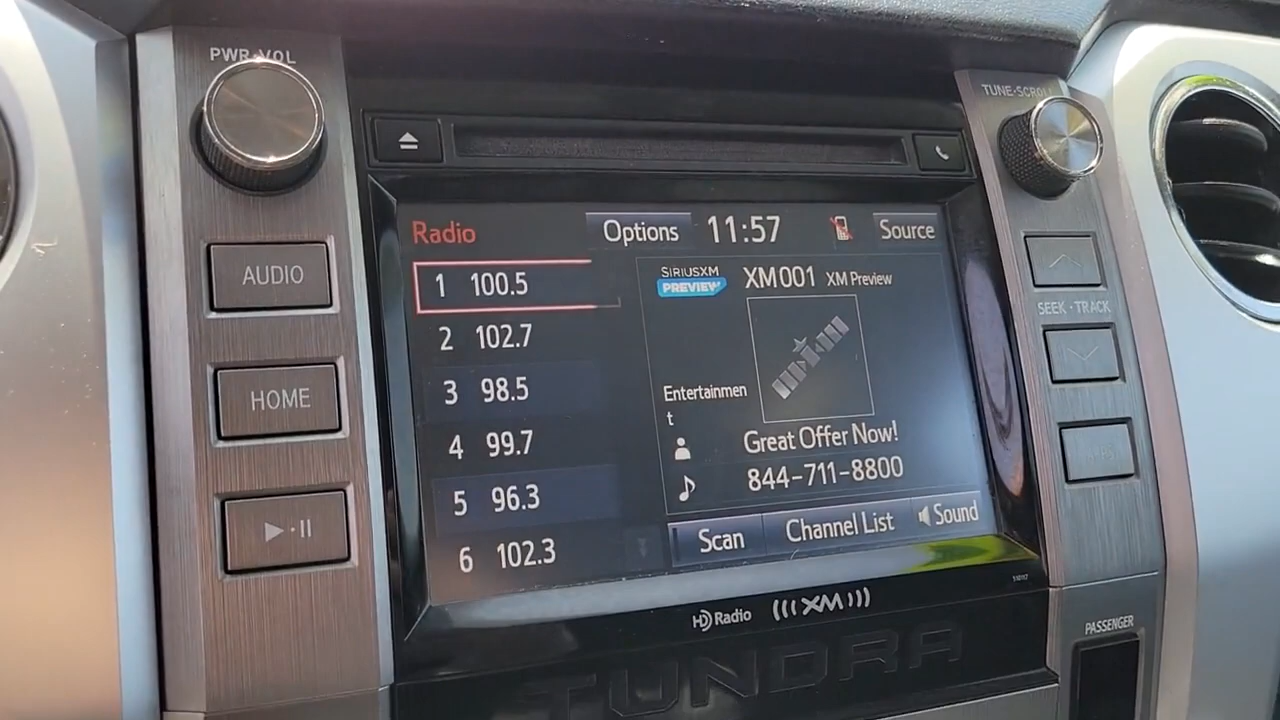 PWR·VOL
TUNE·SCROLL
AUDIO
HOME
Radio
Options
11:57
Source
1 100.5
2 102.7
3 98.5
4 99.7
5 96.3
6 102.3
SiriusXM
PREVIEW
XM001 XM Preview
Entertainmen
t
Great Offer Now!
844-711-8800
Scan
Channel List
Sound
SEEK·TRACK
HD Radio
((( XM )))
TUNDRA
PASSENGER